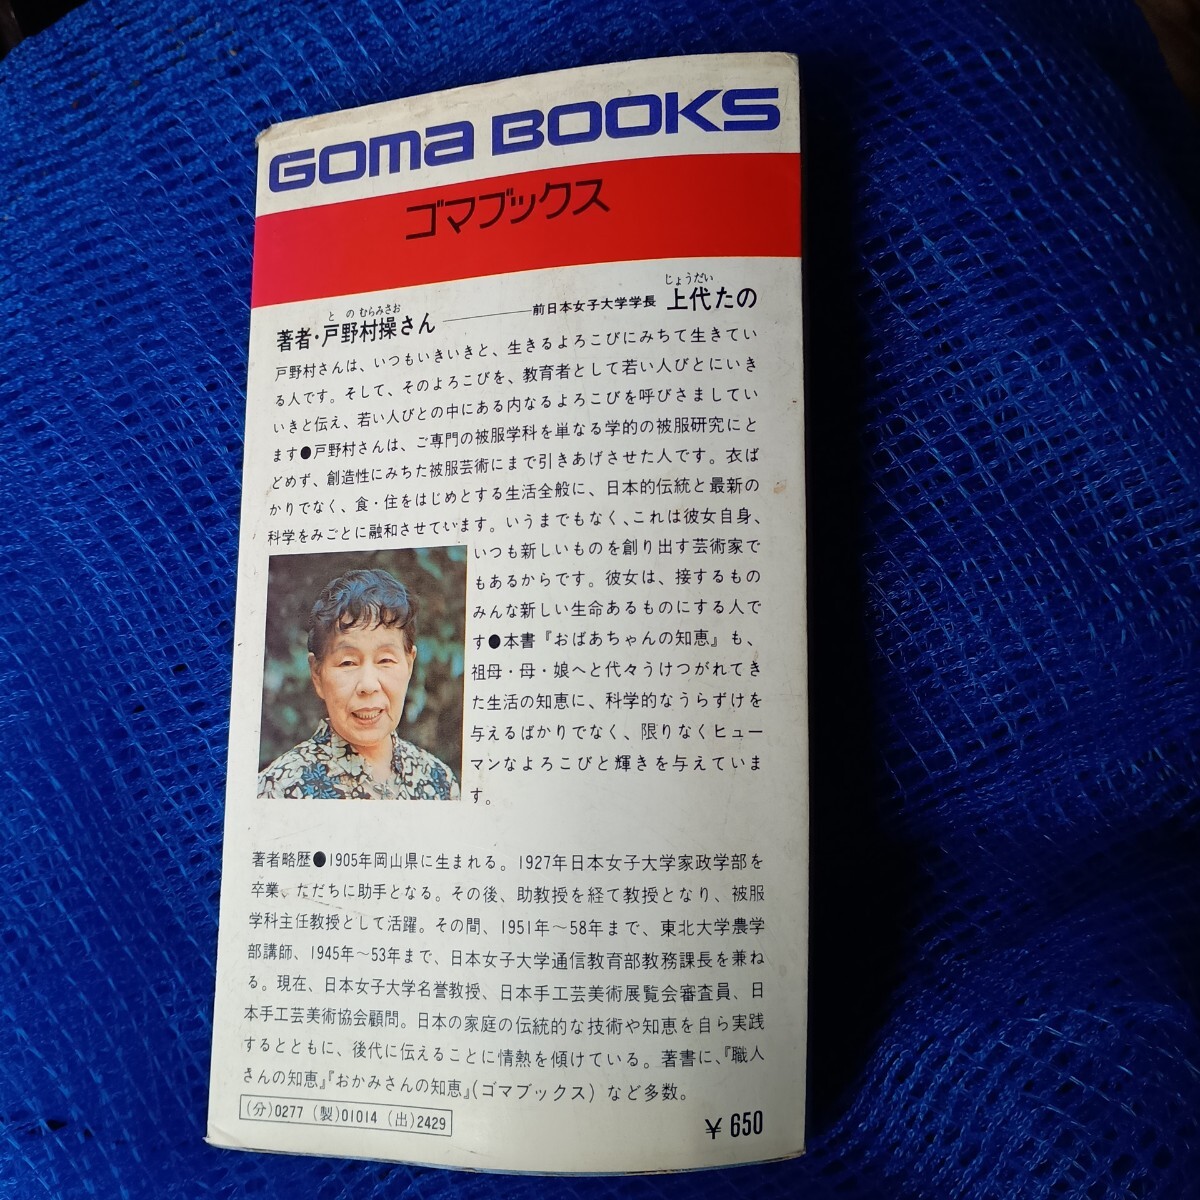 GOMA BOOKS
ゴマブックス
著者・戸野村操さん
とのむらみさお
前日本女子大学学長 上代たの
じょうだい
戸野村さんは、いつもいきいきと、生きるよろこびにみちて生きてい
る人です。そして、そのよろこびを、教育者として若い人びとにいき
いきと伝え、若い人びとの中にある内なるよろこびを呼びさましてい
ます●戸野村さんは、ご専門の被服学科を単なる学的の被服研究にと
どめず、創造性にみちた被服芸術にまで引きあげさせた人です。衣ば
かりでなく、食・住をはじめとする生活全般に、日本的伝統と最新の
科学をみごとに融和させています。いうまでもなく、これは彼女自身、
いつも新しいものを創り出す芸術家で
もあるからです。彼女は、接するもの
みんな新しい生命あるものにする人で
す●本書『おばあちゃんの知恵』も、
祖母・母・娘へと代々うけつがれてき
た生活の知恵に、科学的なうらずけを
与えるばかりでなく、限りなくヒュー
マンなよろこびと輝きを与えていま
す。
著者略歴●1905年岡山県に生まれる。1927年日本女子大学家政学部を
卒業、ただちに助手となる。その後、助教授を経て教授となり、被服
学科主任教授として活躍。その間、1951年〜58年まで、東北大学農学
部講師、1945年〜53年まで、日本女子大学通信教育部教務課長を兼ね
る。現在、日本女子大学名誉教授、日本手工芸美術展覧会審査員、日
本手工芸美術協会顧問。日本の家庭の伝統的な技術や知恵を自ら実践
するとともに、後代に伝えることに情熱を傾けている。著書に、『職人
さんの知恵』『おかみさんの知恵』(ゴマブックス) など多数。
(分)0277 (製)01014 (出)2429
￥650